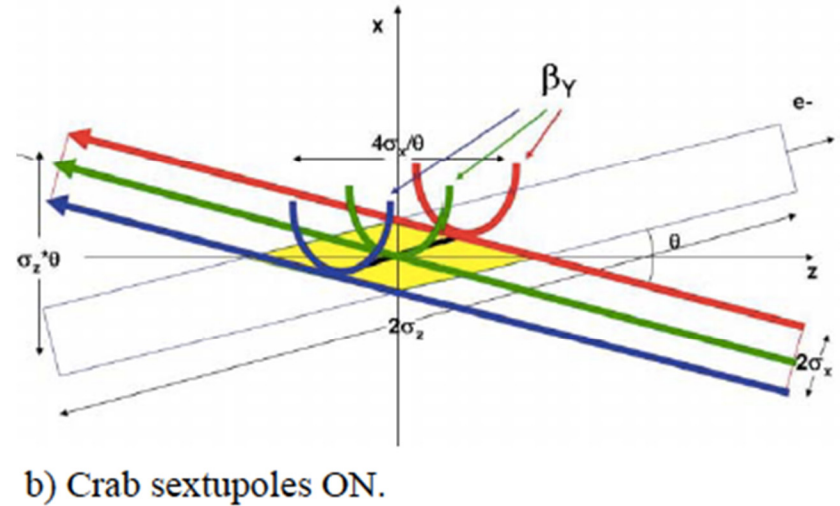 x
βY
e-
4σx/θ
θ
σz*θ
z
2σz
2σx
b) Crab sextupoles ON.